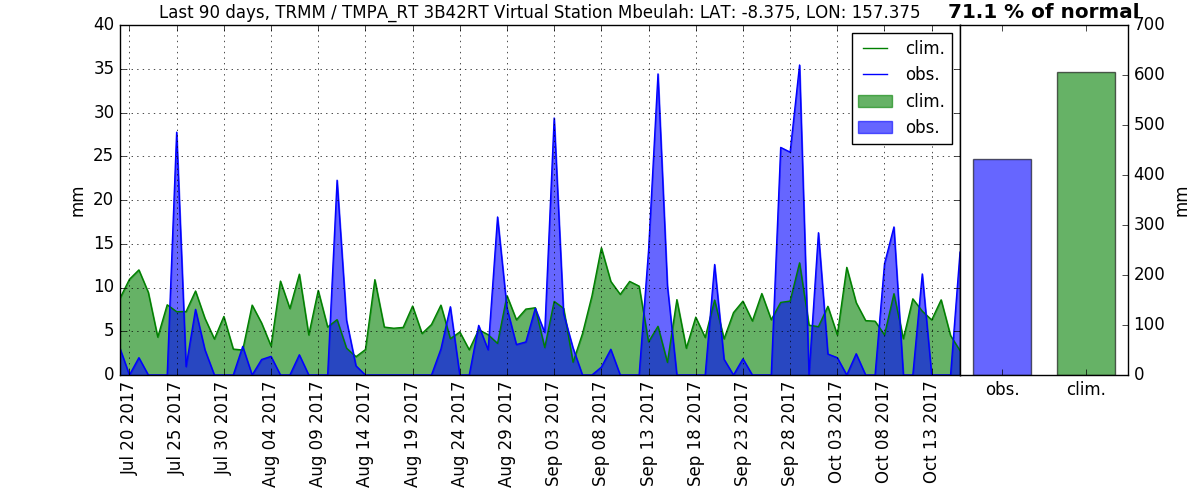 Last 90 days, TRMM / TMPA_RT 3B42RT Virtual Station Mbeulah: LAT: -8.375, LON: 157.375
71.1 % of normal
40
35
30
25
20
15
10
5
0
mm
clim.
obs.
clim.
obs.
700
600
500
400
300
200
100
0
mm
obs.
clim.
Jul 20 2017
Jul 25 2017
Jul 30 2017
Aug 04 2017
Aug 09 2017
Aug 14 2017
Aug 19 2017
Aug 24 2017
Aug 29 2017
Sep 03 2017
Sep 08 2017
Sep 13 2017
Sep 18 2017
Sep 23 2017
Sep 28 2017
Oct 03 2017
Oct 08 2017
Oct 13 2017